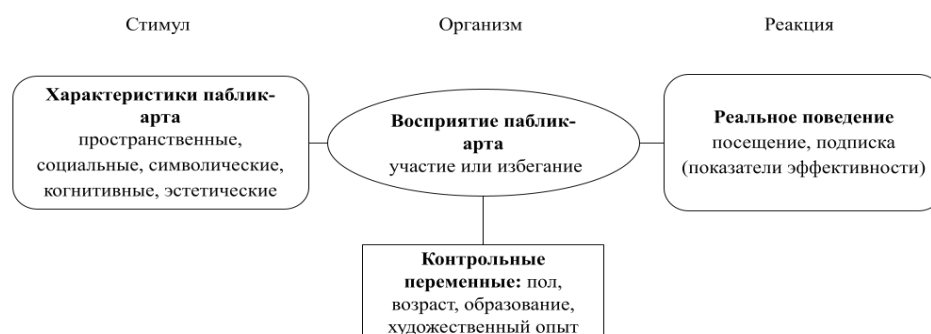 Стимул
Организм
Реакция
Характеристики паблик-
арта
пространственные,
социальные, символические,
когнитивные, эстетические
Восприятие паблик-
арта
участие или избегание
Реальное поведение
посещение, подписка
(показатели эффективности)
Контрольные
переменные: пол,
возраст, образование,
художественный опыт